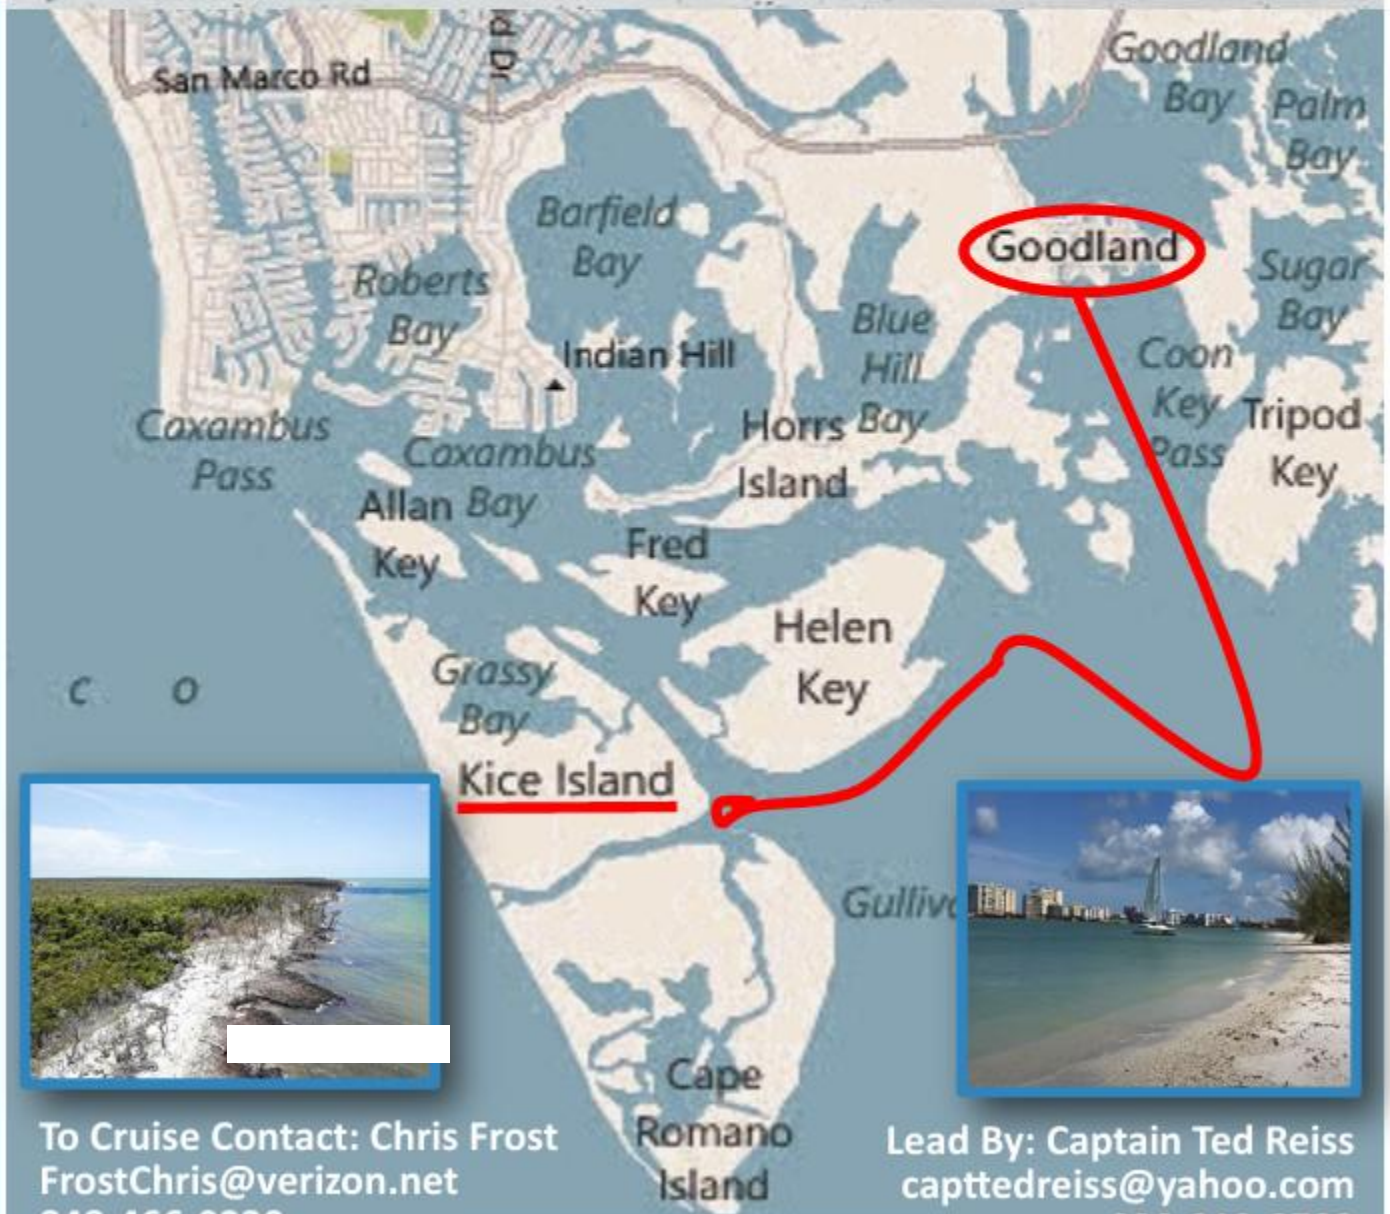 San Marco Rd
d Dr
Goodland
Bay
Palm
Bay
Barfield
Bay
Goodland
Sugar
Bay
Roberts
Bay
Blue
Hill
Bay
Indian Hill
Coon
Key
Pass
Tripod
Key
Caxambus
Pass
Caxambus
Bay
Horrs
Island
Allan
Key
Fred
Key
Helen
Key
Grassy
Bay
C O
Kice Island
Gulliv
Cape
Romano
Island
To Cruise Contact: Chris Frost
FrostChris@verizon.net
Lead By: Captain Ted Reiss
capttedreiss@yahoo.com